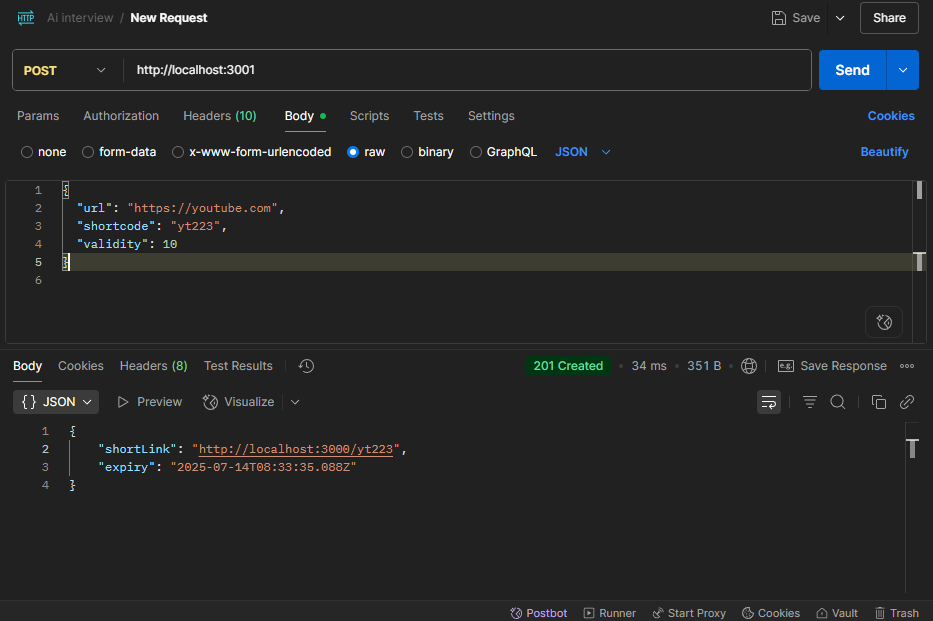 HTTP Ai interview / New Request Save Share
POST http://localhost:3001 Send
Params Authorization Headers (10) Body Scripts Tests Settings Cookies
none form-data x-www-form-urlencoded raw binary GraphQL JSON Beautify
1 {
2 "url": "https://youtube.com",
3 "shortcode": "yt223",
4 "validity": 10
5 }
6
Body Cookies Headers (8) Test Results 201 Created • 34 ms • 351 B e.g. Save Response
{} JSON Preview Visualize
1 {
2 "shortLink": "http://localhost:3000/yt223",
3 "expiry": "2025-07-14T08:33:35.088Z"
4 }
Postbot Runner Start Proxy Cookies Vault Trash